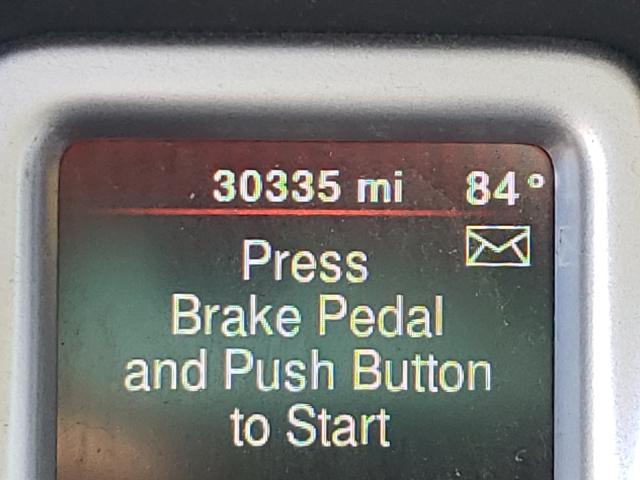 30335 mi 84°
Press
Brake Pedal
and Push Button
to Start